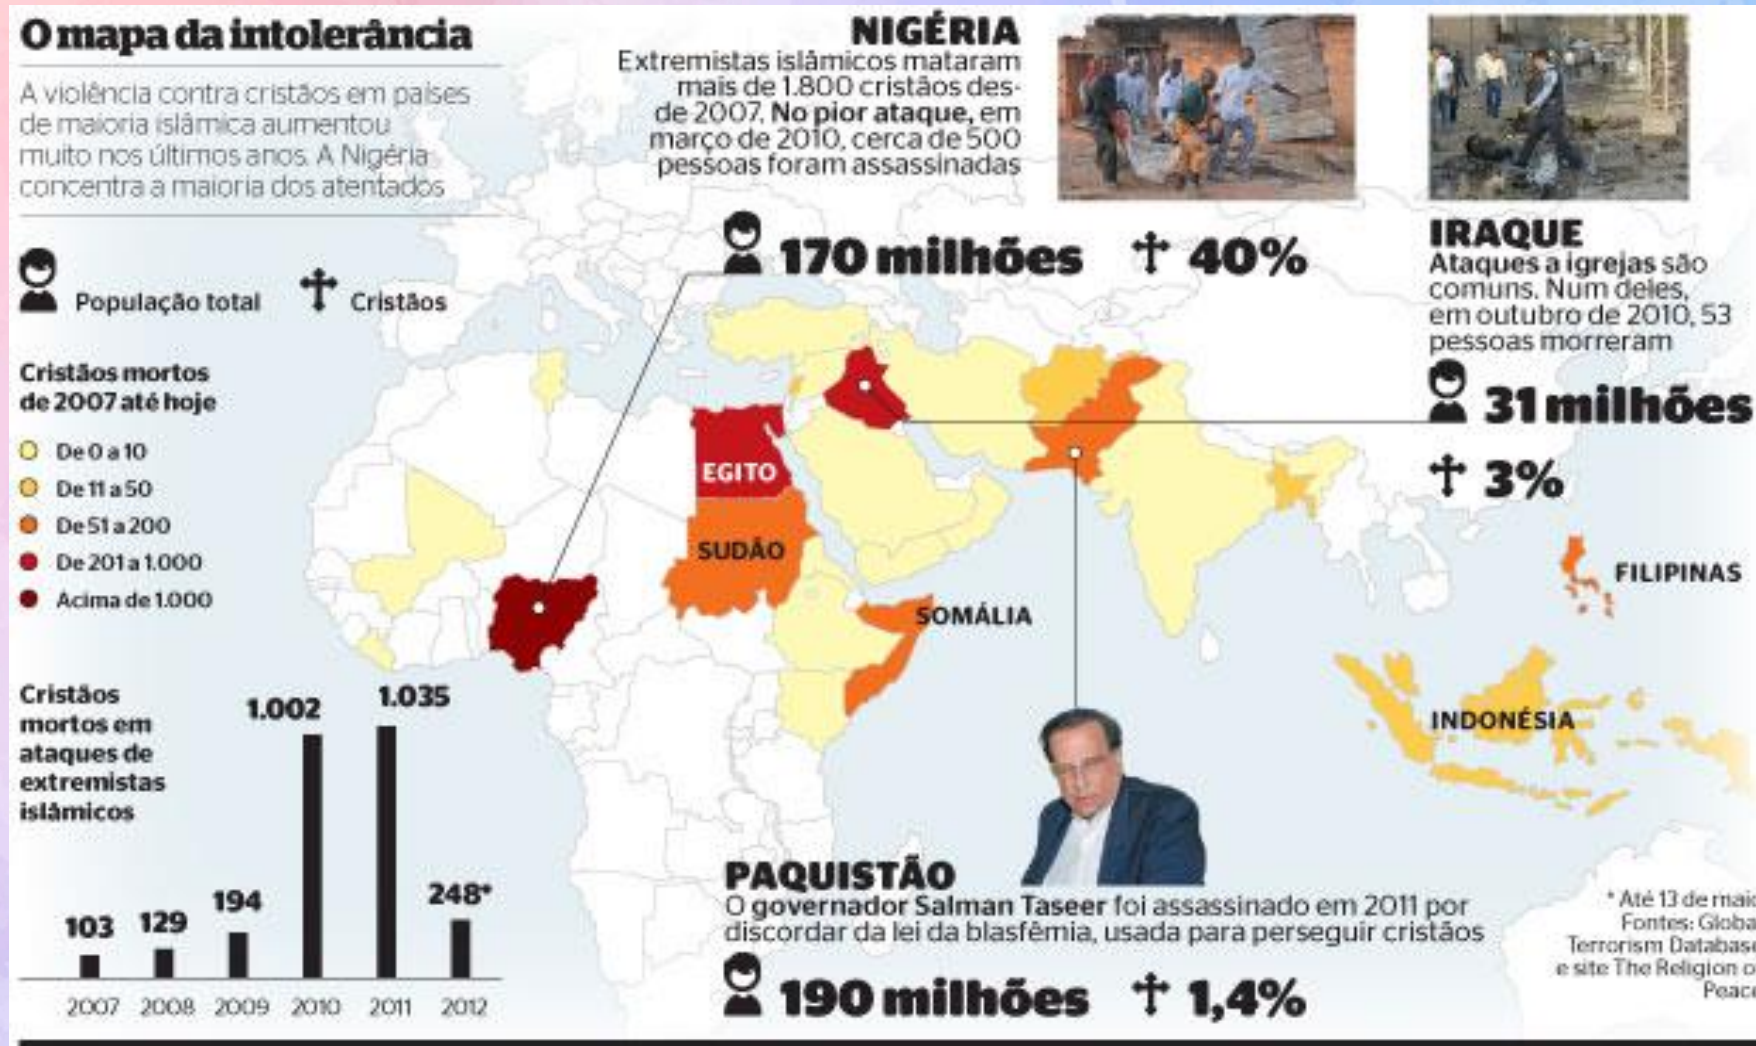 O mapa da intolerância
A violência contra cristãos em países
de maioria islâmica aumentou
muito nos últimos anos. A Nigéria
concentra a maioria dos atentados
População total
Cristãos
Cristãos mortos
de 2007 até hoje
De 0 a 10
De 11 a 50
De 51 a 200
De 201 a 1.000
Acima de 1.000
NIGÉRIA
Extremistas islâmicos mataram
mais de 1.800 cristãos des-
de 2007. No pior ataque, em
março de 2010, cerca de 500
pessoas foram assassinadas
170 milhões 40%
IRAQUE
Ataques a igrejas são
comuns. Num deles,
em outubro de 2010, 53
pessoas morreram
31 milhões
3%
EGITO
SUDÃO
SOMÁLIA
FILIPINAS
INDONÉSIA
Cristãos
mortos em
ataques de
extremistas
islâmicos
103 129 194 1.002 1.035 248*
2007 2008 2009 2010 2011 2012
PAQUISTÃO
O governador Salman Taseer foi assassinado em 2011 por
discordar da lei da blasfêmia, usada para perseguir cristãos
190 milhões 1,4%
* Até 13 de maio
Fontes: Global
Terrorism Database
e site The Religion o
Peace